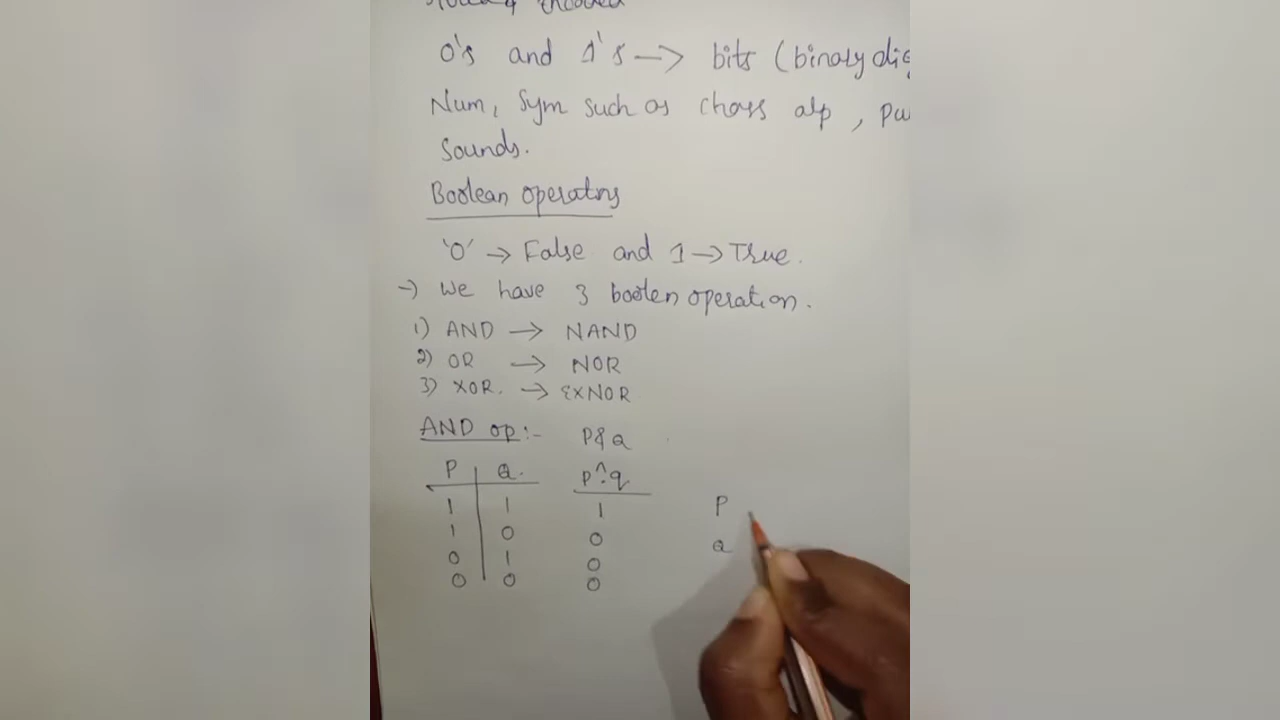 0's and 1's → bits (binary dig
Num, Sym such as chars alp, pa
Sounds.
Boolean operators
'0' → False and 1 → True.
→ We have 3 boolen operation.
1) AND → NAND
2) OR → NOR
3) XOR. → EXNOR
AND op:- P&Q
P Q. p^.q
1 1 1
1 0 0 P
0 1 0 Q
0 0 0